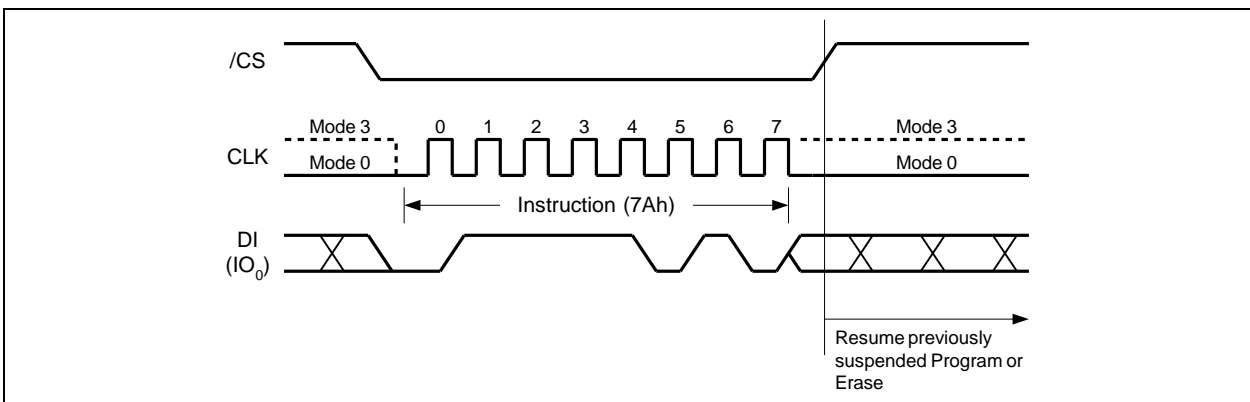 /CS
Mode 3 0 1 2 3 4 5 6 7 Mode 3
CLK
Mode 0 Mode 0
Instruction (7Ah)
DI
(IO0)
Resume previously
suspended Program or
Erase